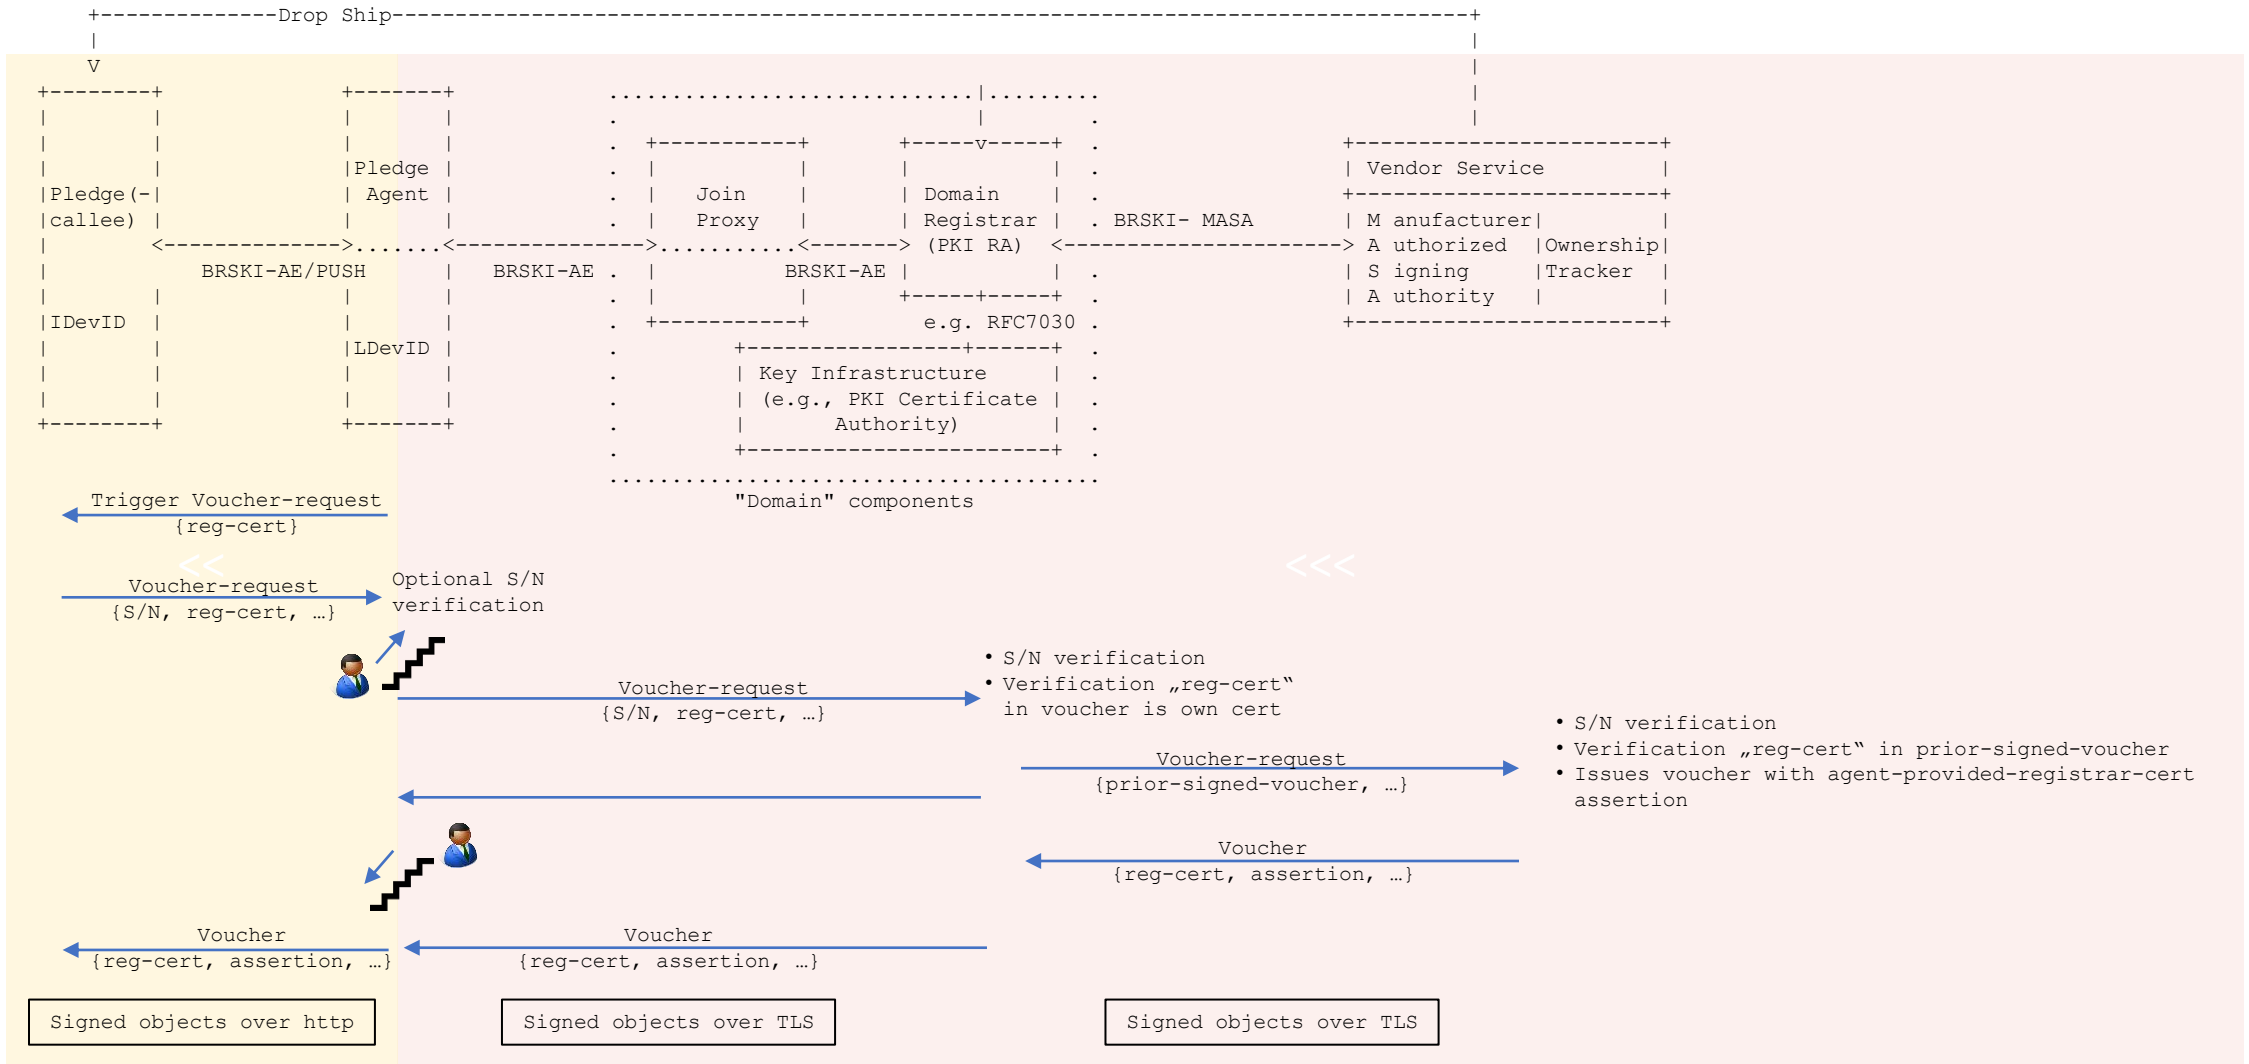 Drop Ship
V
Pledge
Agent
Pledge(-
callee)
IDevID
LDevID
BRSKI-AE/PUSH
BRSKI-AE
Join
Proxy
BRSKI-AE
v
Domain
Registrar
(PKI RA)
e.g. RFC7030
Key Infrastructure
(e.g., PKI Certificate
Authority)
"Domain" components
BRSKI- MASA
Vendor Service
M anufacturer
A uthorized
S igning
A uthority
Ownership
Tracker
Trigger Voucher-request
{reg-cert}
<<
<<<
Voucher-request
{S/N, reg-cert, …}
Optional S/N
verification
Voucher-request
{S/N, reg-cert, …}
• S/N verification
• Verification „reg-cert“
in voucher is own cert
Voucher-request
{prior-signed-voucher, …}
• S/N verification
• Verification „reg-cert“ in prior-signed-voucher
• Issues voucher with agent-provided-registrar-cert
assertion
Voucher
{reg-cert, assertion, …}
Voucher
{reg-cert, assertion, …}
Voucher
{reg-cert, assertion, …}
Signed objects over http
Signed objects over TLS
Signed objects over TLS